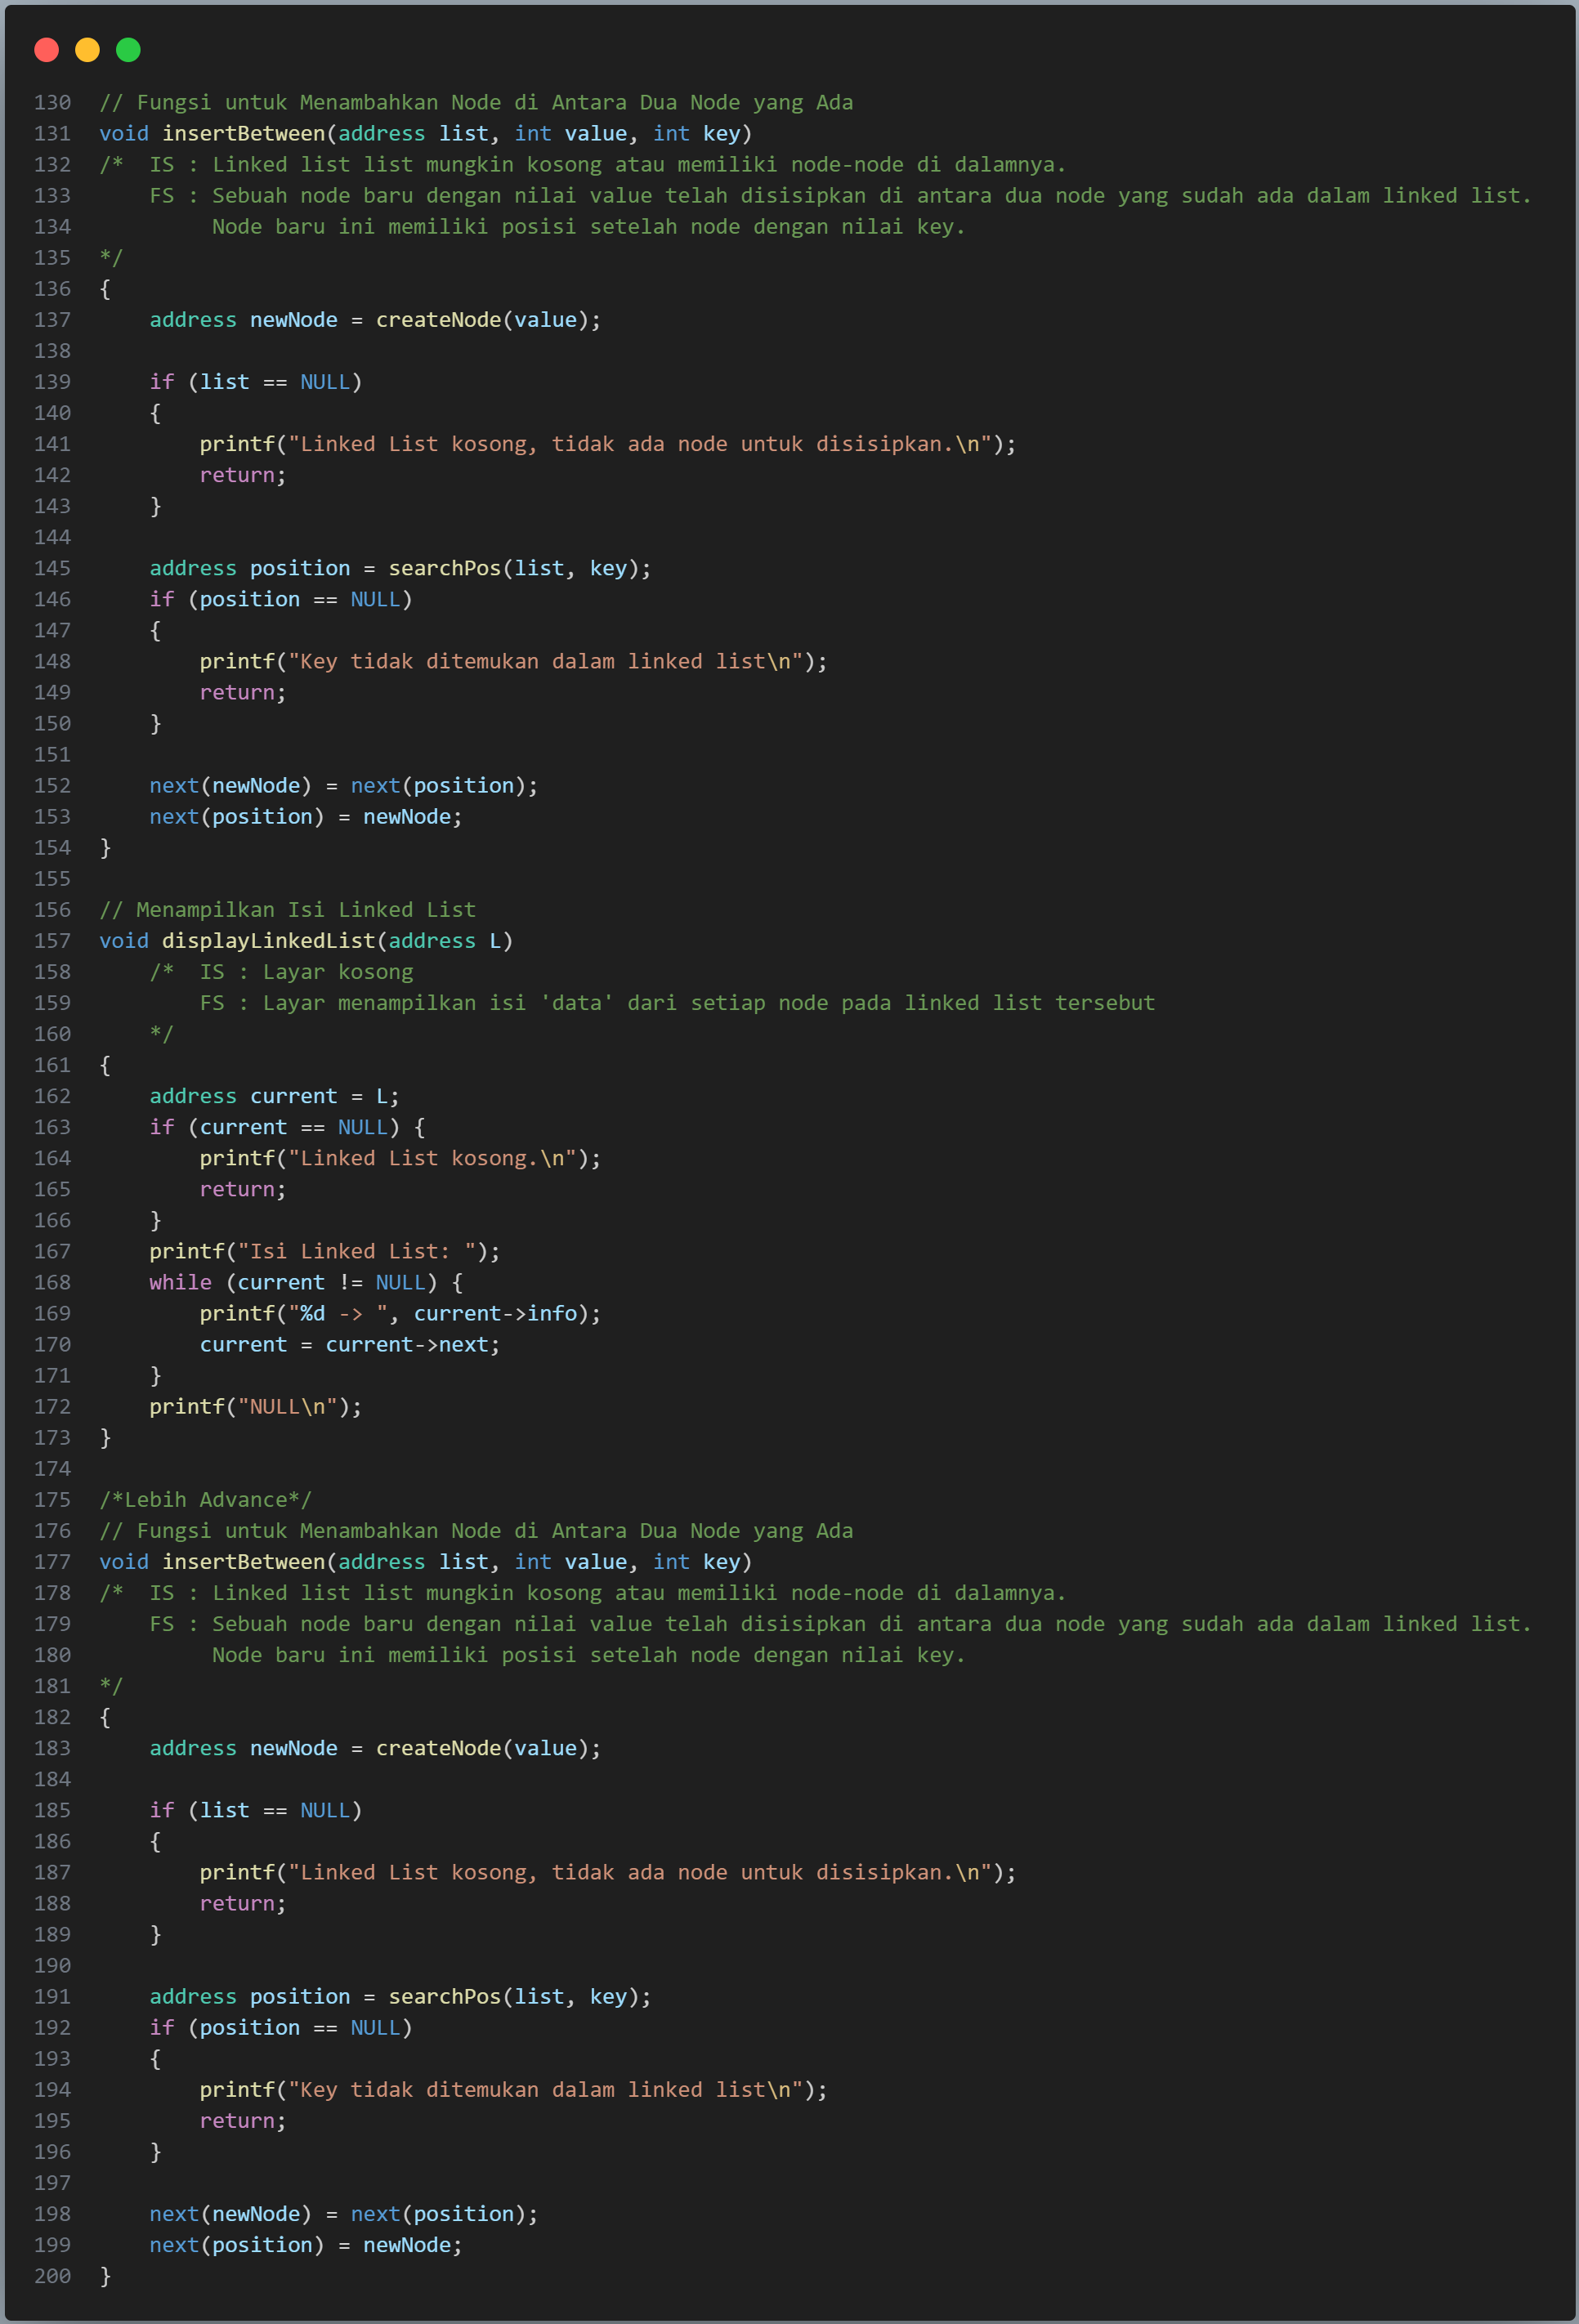 130 // Fungsi untuk Menambahkan Node di Antara Dua Node yang Ada
131 void insertBetween(address list, int value, int key)
132 /*  IS : Linked list list mungkin kosong atau memiliki node-node di dalamnya.
133     FS : Sebuah node baru dengan nilai value telah disisipkan di antara dua node yang sudah ada dalam linked list.
134          Node baru ini memiliki posisi setelah node dengan nilai key.
135 */
136 {
137     address newNode = createNode(value);
138
139     if (list == NULL)
140     {
141         printf("Linked List kosong, tidak ada node untuk disisipkan.\n");
142         return;
143     }
144
145     address position = searchPos(list, key);
146     if (position == NULL)
147     {
148         printf("Key tidak ditemukan dalam linked list\n");
149         return;
150     }
151
152     next(newNode) = next(position);
153     next(position) = newNode;
154 }
155
156 // Menampilkan Isi Linked List
157 void displayLinkedList(address L)
158     /*  IS : Layar kosong
159         FS : Layar menampilkan isi 'data' dari setiap node pada linked list tersebut
160     */
161 {
162     address current = L;
163     if (current == NULL) {
164         printf("Linked List kosong.\n");
165         return;
166     }
167     printf("Isi Linked List: ");
168     while (current != NULL) {
169         printf("%d -> ", current->info);
170         current = current->next;
171     }
172     printf("NULL\n");
173 }
174
175 /*Lebih Advance*/
176 // Fungsi untuk Menambahkan Node di Antara Dua Node yang Ada
177 void insertBetween(address list, int value, int key)
178 /*  IS : Linked list list mungkin kosong atau memiliki node-node di dalamnya.
179     FS : Sebuah node baru dengan nilai value telah disisipkan di antara dua node yang sudah ada dalam linked list.
180          Node baru ini memiliki posisi setelah node dengan nilai key.
181 */
182 {
183     address newNode = createNode(value);
184
185     if (list == NULL)
186     {
187         printf("Linked List kosong, tidak ada node untuk disisipkan.\n");
188         return;
189     }
190
191     address position = searchPos(list, key);
192     if (position == NULL)
193     {
194         printf("Key tidak ditemukan dalam linked list\n");
195         return;
196     }
197
198     next(newNode) = next(position);
199     next(position) = newNode;
200 }